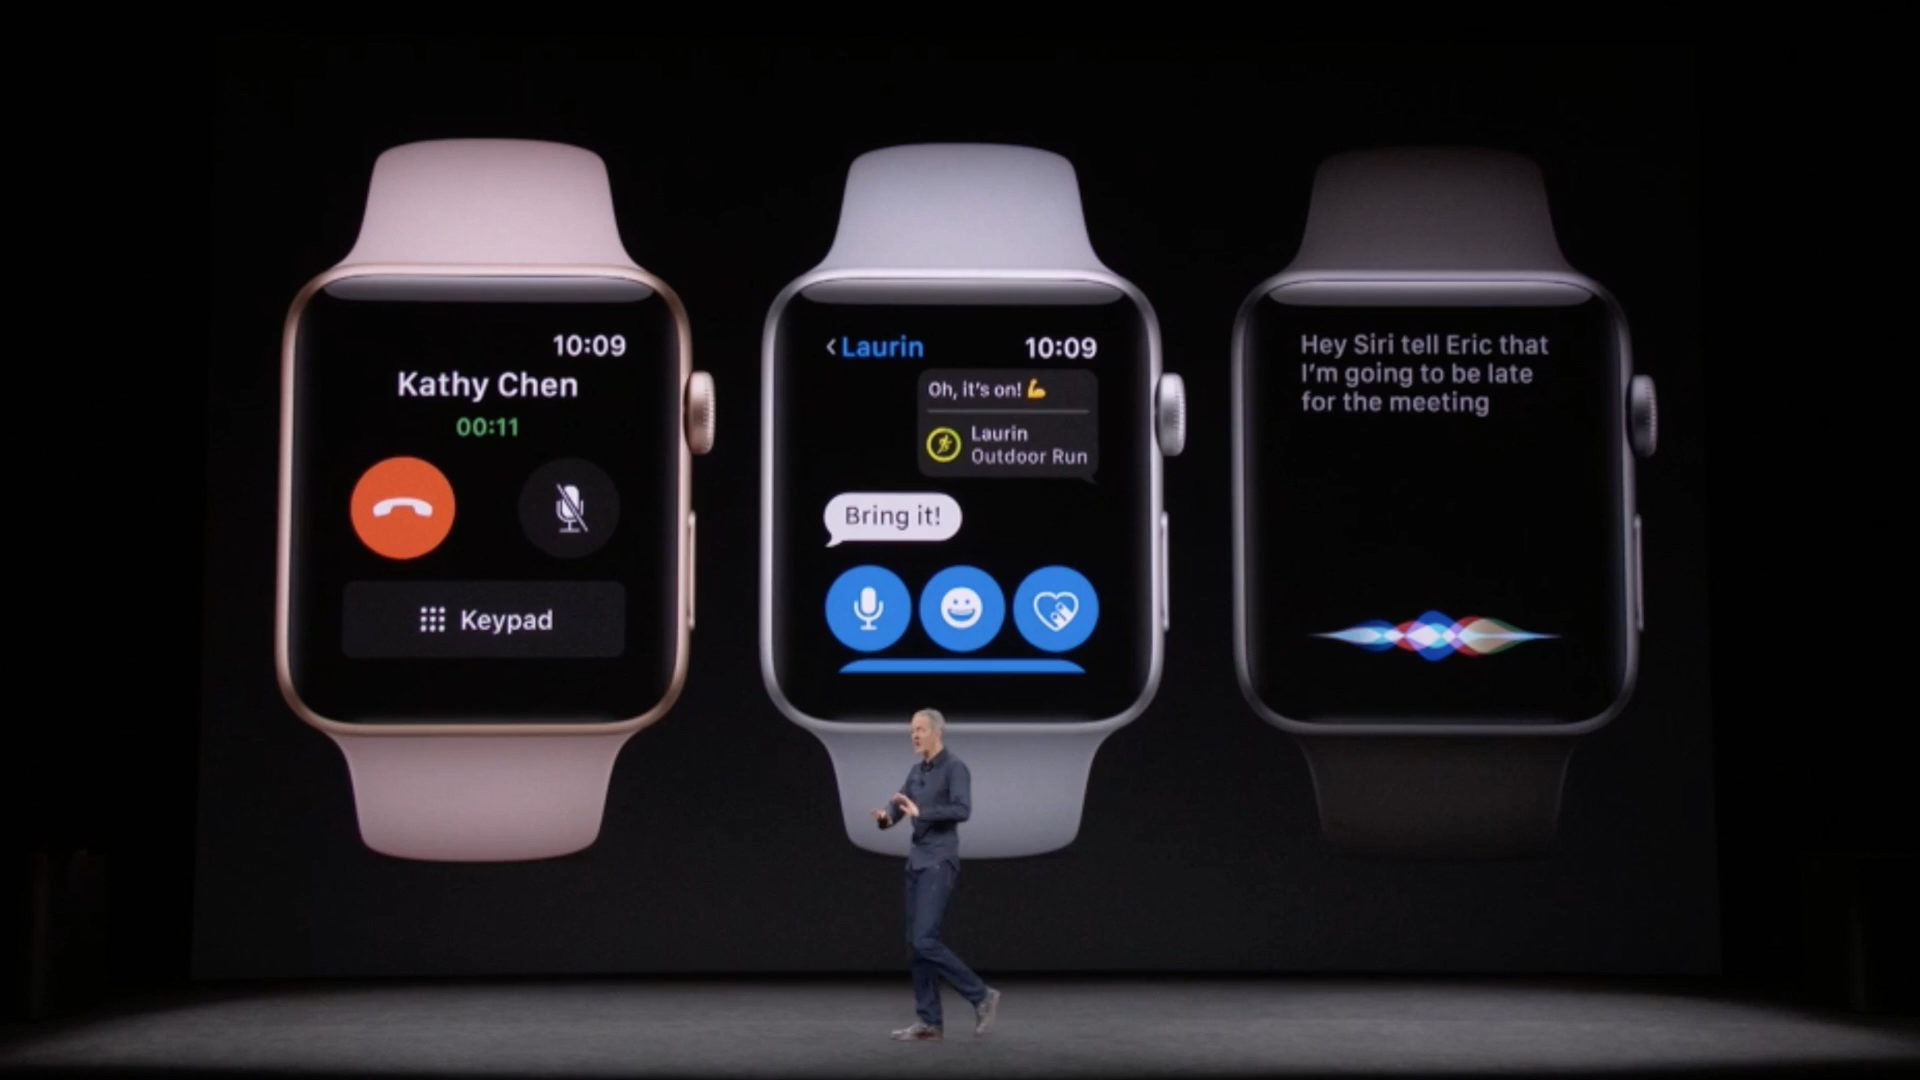 10:09
Kathy Chen
00:11
Keypad
Laurin
10:09
Oh, it's on! 💪
Laurin
Outdoor Run
Bring it!
Hey Siri tell Eric that
I'm going to be late
for the meeting